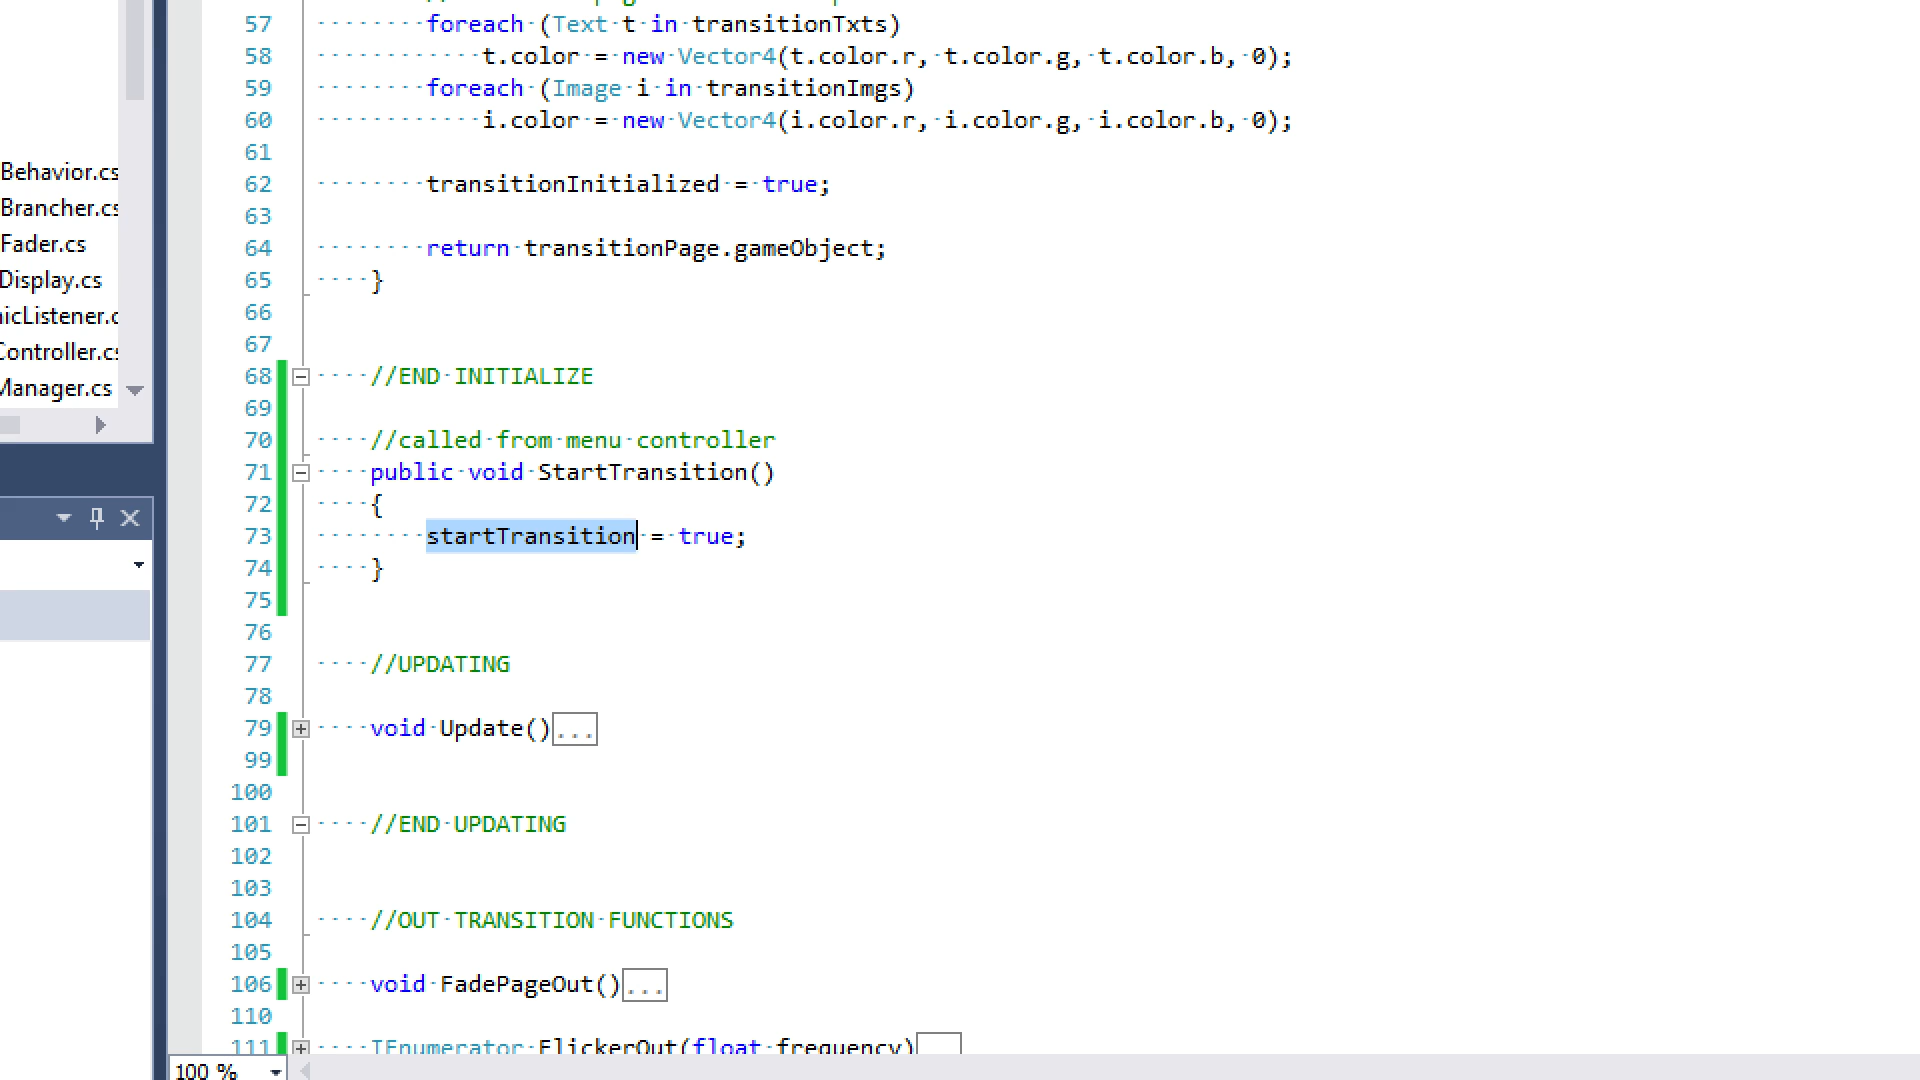 Behavior.cs
Brancher.cs
Fader.cs
Display.cs
Controller.cs
Manager.cs
57 foreach (Text t in transitionTxts)
58 t.color = new Vector4(t.color.r, t.color.g, t.color.b, 0);
59 foreach (Image i in transitionImgs)
60 i.color = new Vector4(i.color.r, i.color.g, i.color.b, 0);
61
62 transitionInitialized = true;
63
64 return transitionPage.gameObject;
65 }
66
67
68 //END INITIALIZE
69
70 //called from menu controller
71 public void StartTransition()
72 {
73 startTransition = true;
74 }
75
76
77 //UPDATING
78
79 void Update()...
99
100
101 //END UPDATING
102
103
104 //OUT TRANSITION FUNCTIONS
105
106 void FadePageOut()...
110
111 IEnumerator FlickerOut(float frequency)
100 %